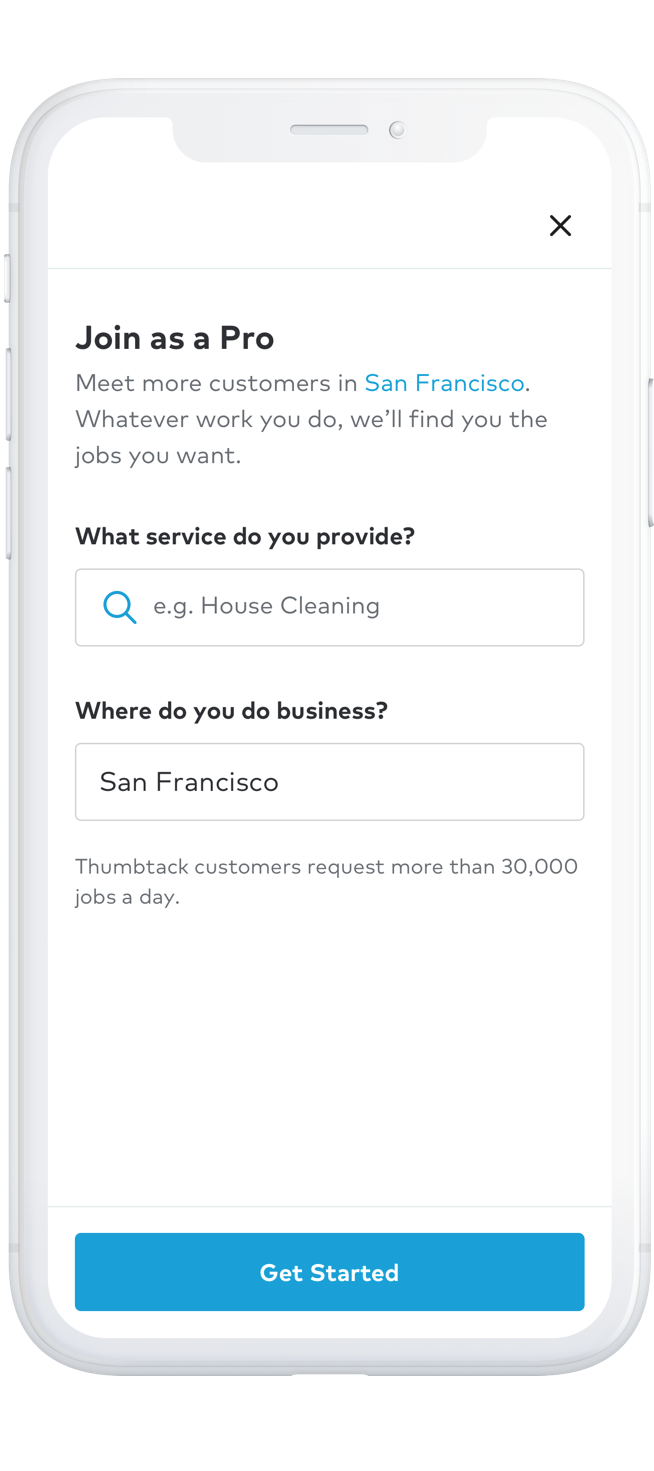 Join as a Pro
Meet more customers in San Francisco.
Whatever work you do, we’ll find you the
jobs you want.
What service do you provide?
e.g. House Cleaning
Where do you do business?
San Francisco
Thumbtack customers request more than 30,000
jobs a day.
Get Started